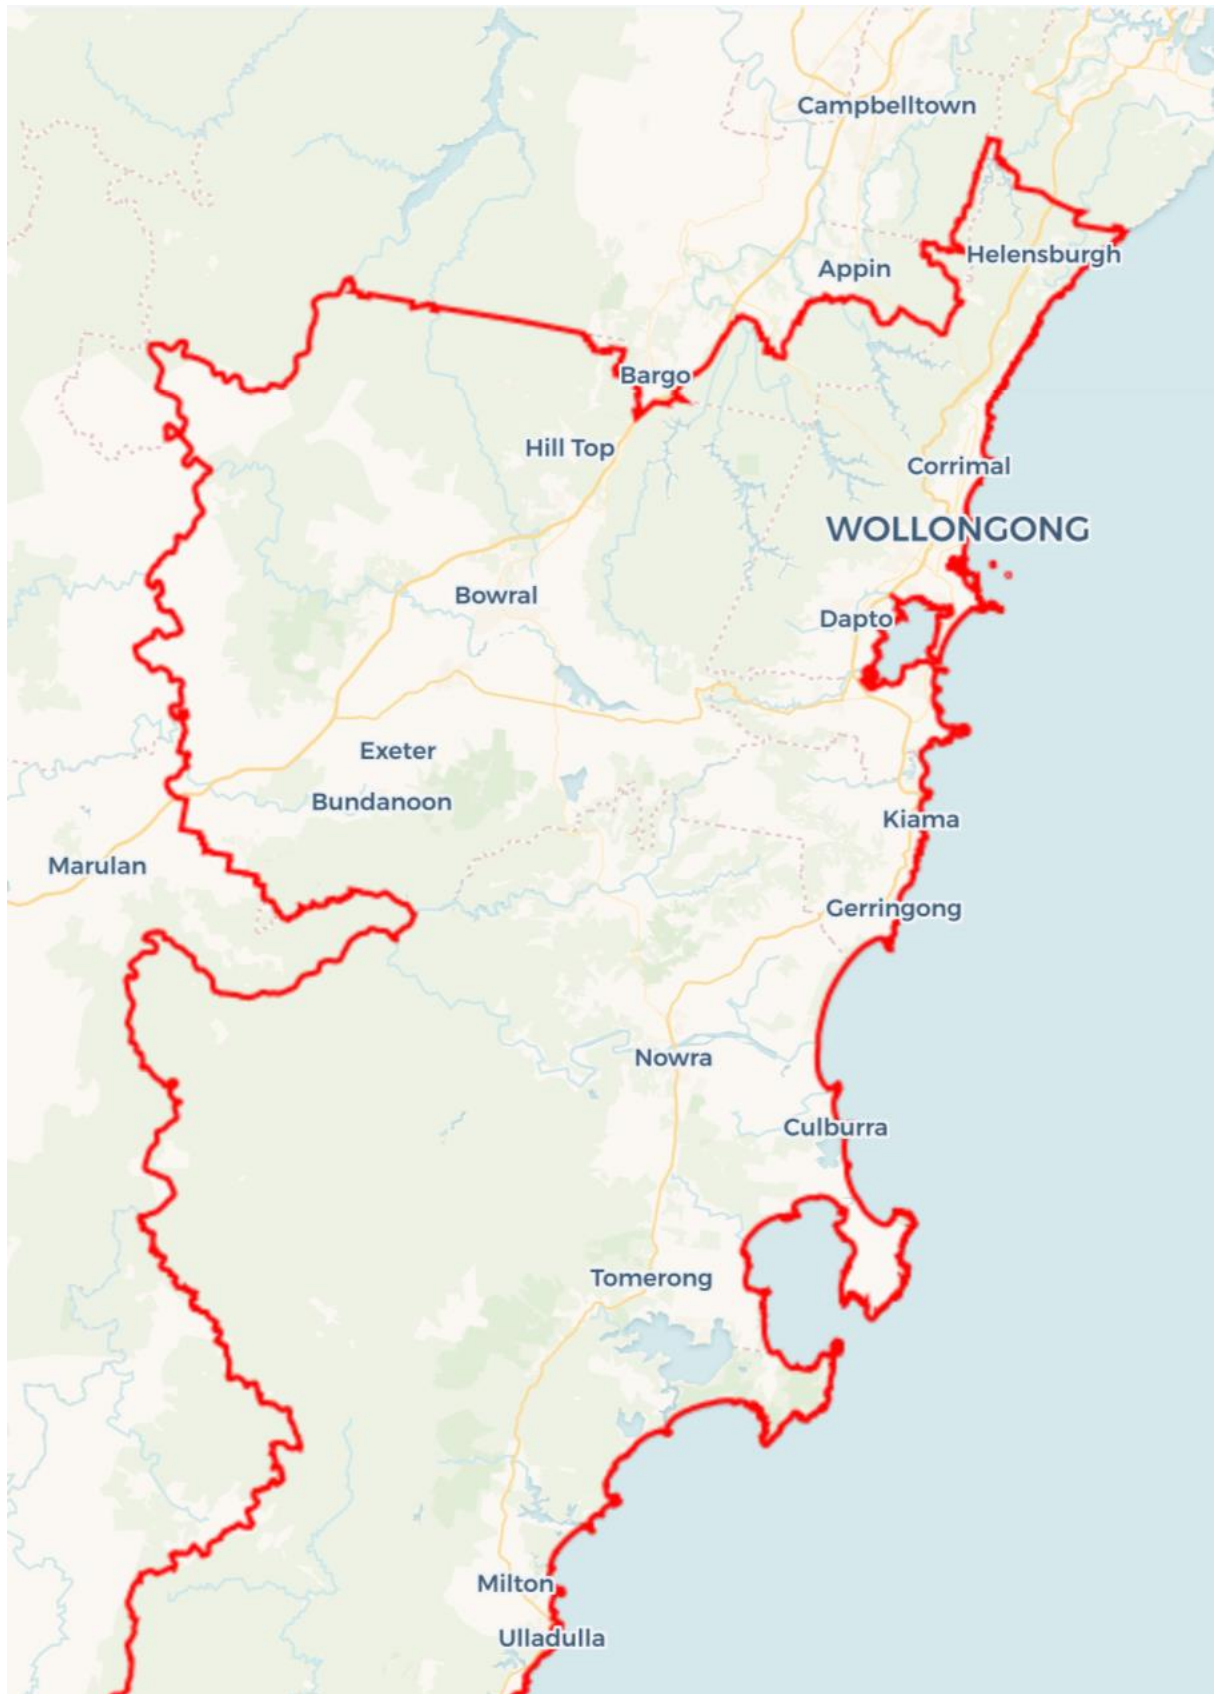 Campbelltown
Helensburgh
Appin
Bargo
Hill Top
Corrimal
WOLLONGONG
Bowral
Dapto
Exeter
Bundanoon
Kiama
Marulan
Gerringong
Nowra
Culburra
Tomerong
Milton
Ulladulla